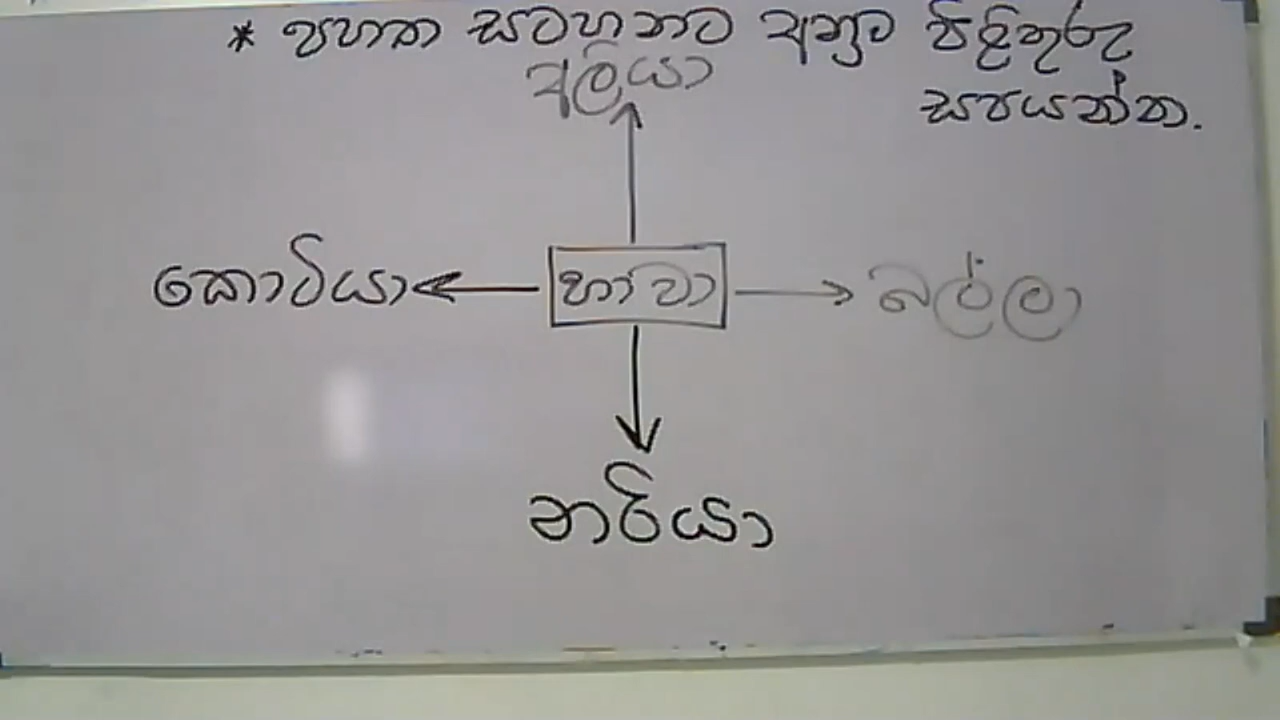 * පහත සටහනට අනුව පිළිතුරු
සපයන්න.
අලියා
කොටියා
හාවා
බල්ලා
නරියා